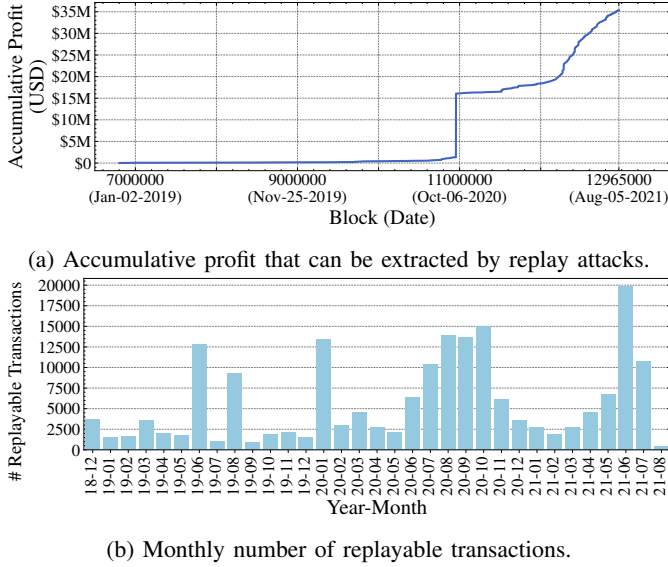 Accumulative Profit
(USD)
$35M
$30M
$25M
$20M
$15M
$10M
$5M
$0
7000000
(Jan-02-2019)
9000000
(Nov-25-2019)
11000000
(Oct-06-2020)
12965000
(Aug-05-2021)
Block (Date)
(a) Accumulative profit that can be extracted by replay attacks.
# Replayable Transactions
20000
17500
15000
12500
10000
7500
5000
2500
0
18-12
19-01
19-02
19-03
19-04
19-05
19-06
19-07
19-08
19-09
19-10
19-11
19-12
20-01
20-02
20-03
20-04
20-05
20-06
20-07
20-08
20-09
20-10
20-11
20-12
21-01
21-02
21-03
21-04
21-05
21-06
21-07
21-08
Year-Month
(b) Monthly number of replayable transactions.